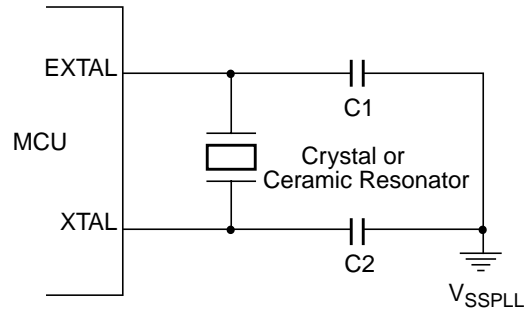 EXTAL
C1
MCU
Crystal or
Ceramic Resonator
XTAL
C2
VSSPLL